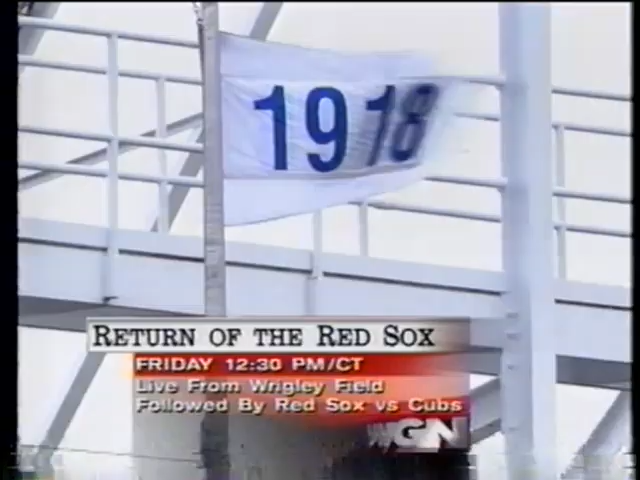 1918
RETURN OF THE RED SOX
FRIDAY 12:30 PM/CT
Live From Wrigley Field
Followed By Red Sox vs Cubs
WGN